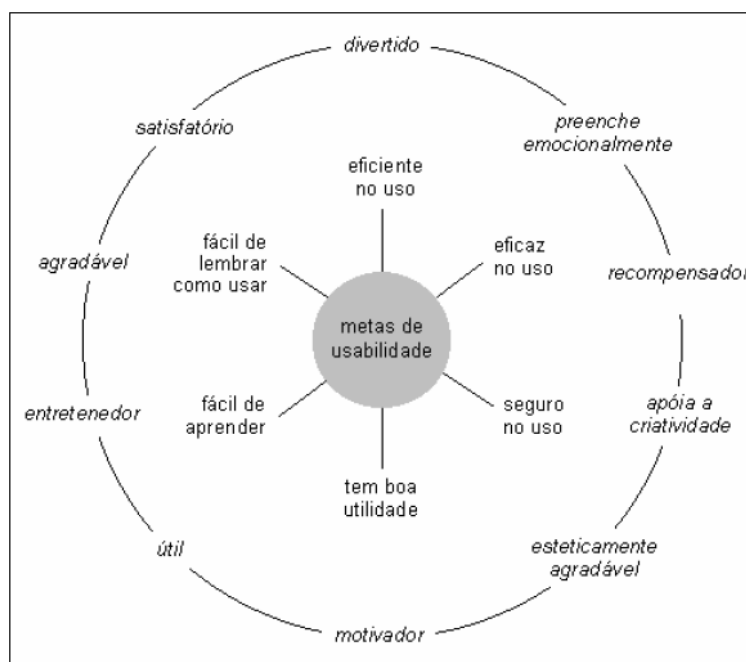 divertido
satisfatório
preenche
emocionalmente
eficiente
no uso
fácil de
lembrar
como usar
eficaz
no uso
agradável
recompensador
metas de
usabilidade
entretenedor
fácil de
aprender
seguro
no uso
apóia a
criatividade
tem boa
utilidade
útil
esteticamente
agradável
motivador